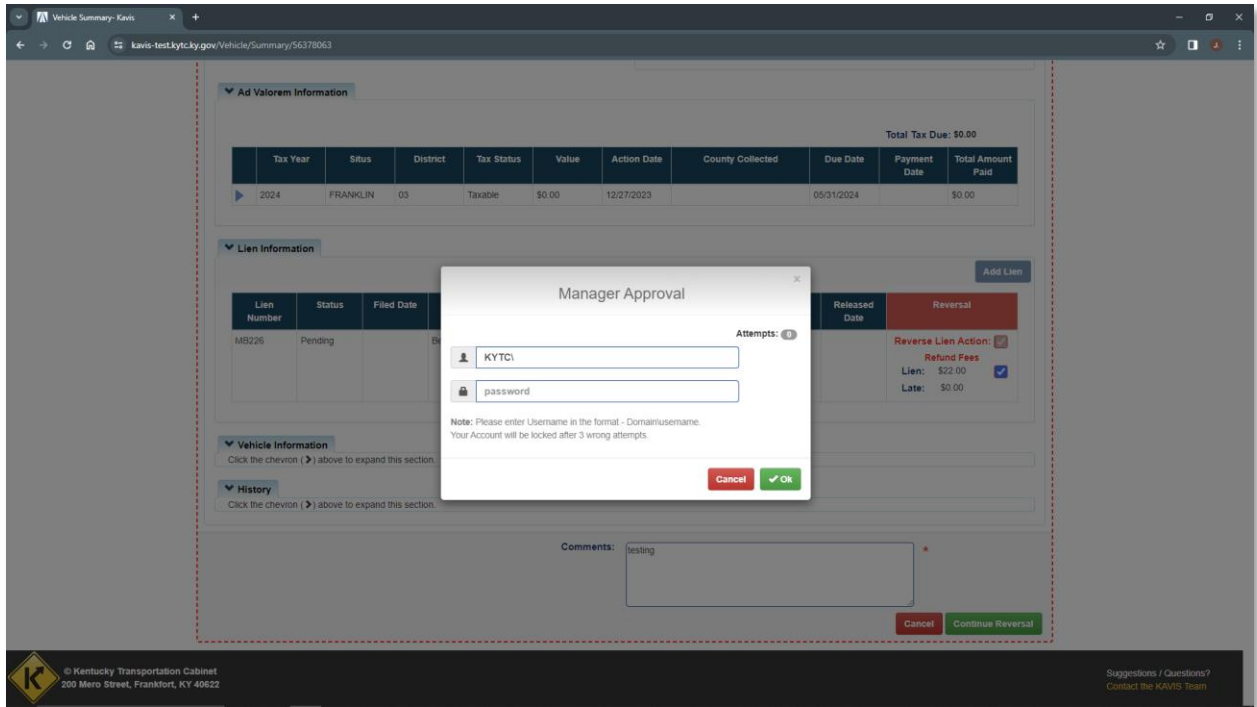 Vehicle Summary- Kavis
kavis-test.kytc.ky.gov/Vehicle/Summary/56378063
Ad Valorem Information
Total Tax Due: $0.00
Tax Year Situs District Tax Status Value Action Date County Collected Due Date Payment Date Total Amount Paid
2024 FRANKLIN 03 Taxable $0.00 12/27/2023 05/31/2024 $0.00
Lien Information
Add Lien
Lien Number Status Filed Date Released Date Reversal
MB226 Pending Reverse Lien Action:
Refund Fees
Lien: $22.00
Late: $0.00
Manager Approval
Attempts: 0
KYTC\
password
Note: Please enter Username in the format - Domain\username.
Your Account will be locked after 3 wrong attempts.
Cancel Ok
Vehicle Information
Click the chevron ( ) above to expand this section.
History
Click the chevron ( ) above to expand this section.
Comments: testing *
Cancel Continue Reversal
© Kentucky Transportation Cabinet
200 Mero Street, Frankfort, KY 40622
Suggestions / Questions?
Contact the KAVIS Team